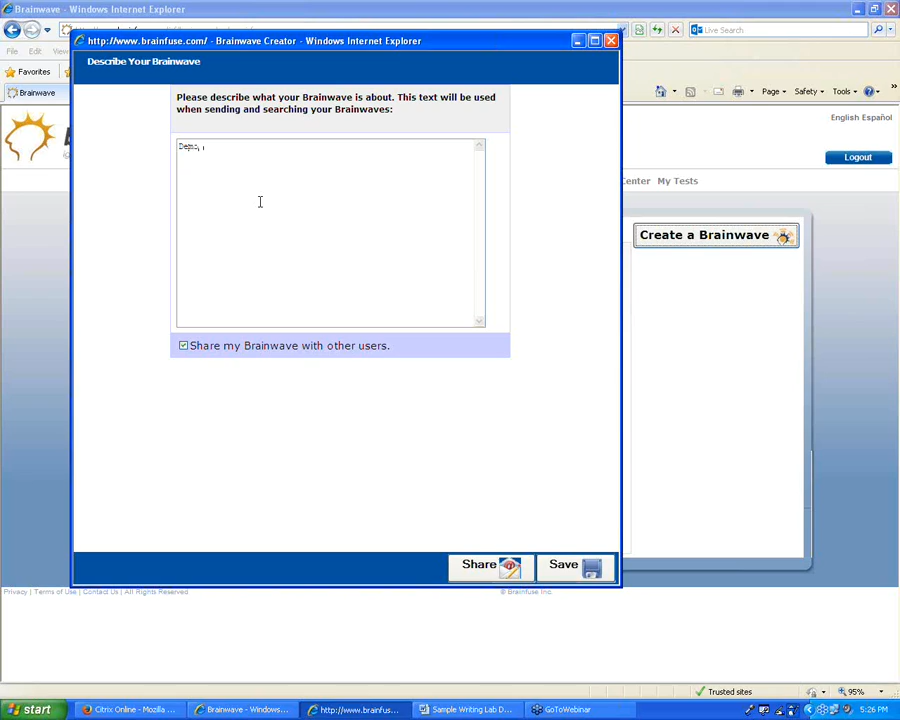 Brainwave - Windows Internet Explorer
http://www.brainfuse.com/ - Brainwave Creator - Windows Internet Explorer
File Edit View
Live Search
Favorites
Describe Your Brainwave
Brainwave
Page Safety Tools
Please describe what your Brainwave is about. This text will be used
when sending and searching your Brainwaves:
English Español
Demo,
Logout
Center My Tests
Create a Brainwave
Share my Brainwave with other users.
Share
Save
Privacy | Terms of Use | Contact Us | All Rights Reserved
© Brainfuse Inc.
Trusted sites
95%
start
Citrix Online - Mozilla ...
Brainwave - Windows...
http://www.brainfus...
Sample Writing Lab D...
GoToWebinar
5:26 PM